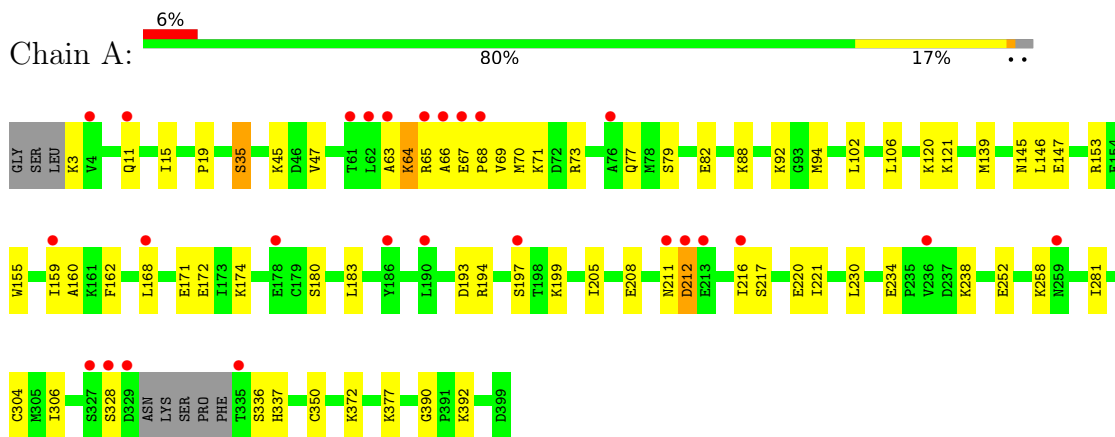 6%
Chain A:
80% 17% • •
GLY SER LEU K3 V4 Q11 I15 P19 S35 K45 D46 V47 T61 L62 A63 K64 R65 A66 E67 P68 V69 M70 K71 D72 R73 A76 Q77 M78 S79 E82 K88 K92 G93 M94 L102 L106 K120 K121 M139 N145 L146 E147 R153 E154
W155 I159 A160 K161 F162 L168 E171 E172 I173 K174 E178 C179 S180 L183 Y186 L190 D193 R194 S197 T198 K199 I205 E208 N211 D212 E213 I216 S217 E220 I221 L230 E234 P235 V236 D237 K238 E252 K258 N259 I281
C304 M305 I306 S327 S328 D329 ASN LYS SER PRO PHE T335 S336 H337 C350 K372 K377 G390 P391 K392 D399